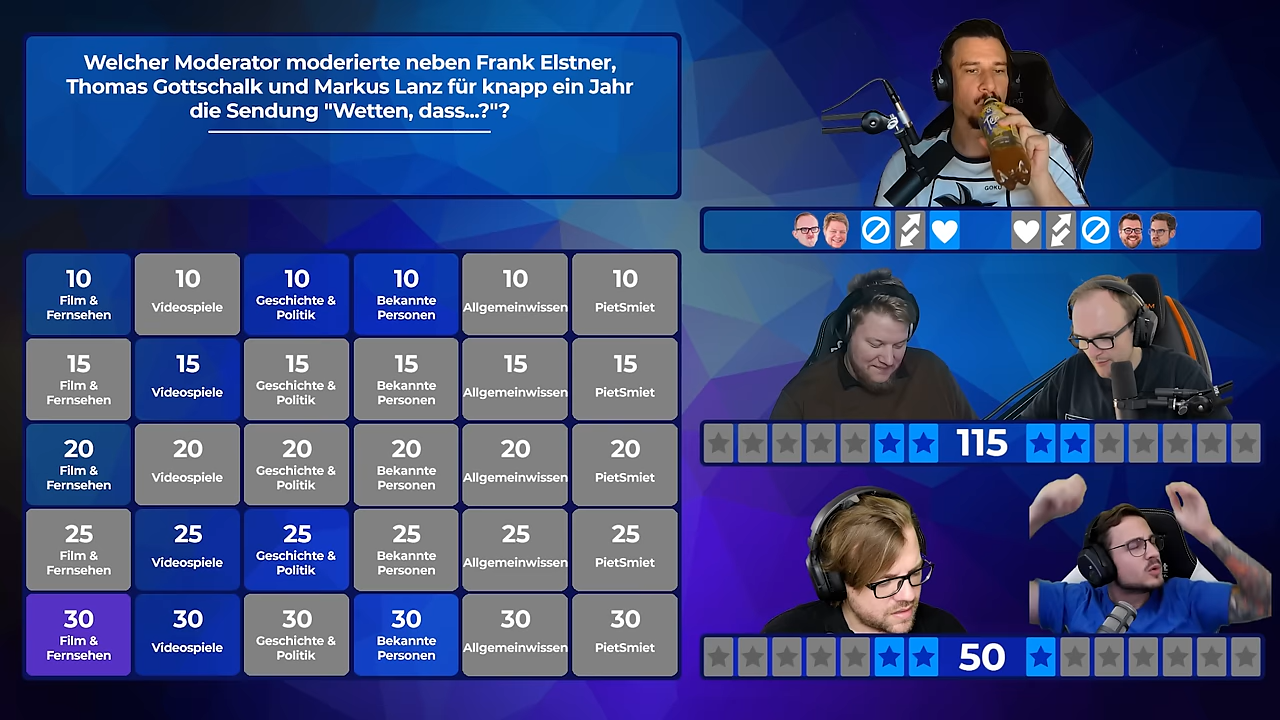 Welcher Moderator moderierte neben Frank Elstner,
Thomas Gottschalk und Markus Lanz für knapp ein Jahr
die Sendung "Wetten, dass...?"?
10
Film &
Fernsehen
10
Videospiele
10
Geschichte &
Politik
10
Bekannte
Personen
10
Allgemeinwissen
10
PietSmiet
15
Film &
Fernsehen
15
Videospiele
15
Geschichte &
Politik
15
Bekannte
Personen
15
Allgemeinwissen
15
PietSmiet
20
Film &
Fernsehen
20
Videospiele
20
Geschichte &
Politik
20
Bekannte
Personen
20
Allgemeinwissen
20
PietSmiet
25
Film &
Fernsehen
25
Videospiele
25
Geschichte &
Politik
25
Bekannte
Personen
25
Allgemeinwissen
25
PietSmiet
30
Film &
Fernsehen
30
Videospiele
30
Geschichte &
Politik
30
Bekannte
Personen
30
Allgemeinwissen
30
PietSmiet
GOKU
115
50